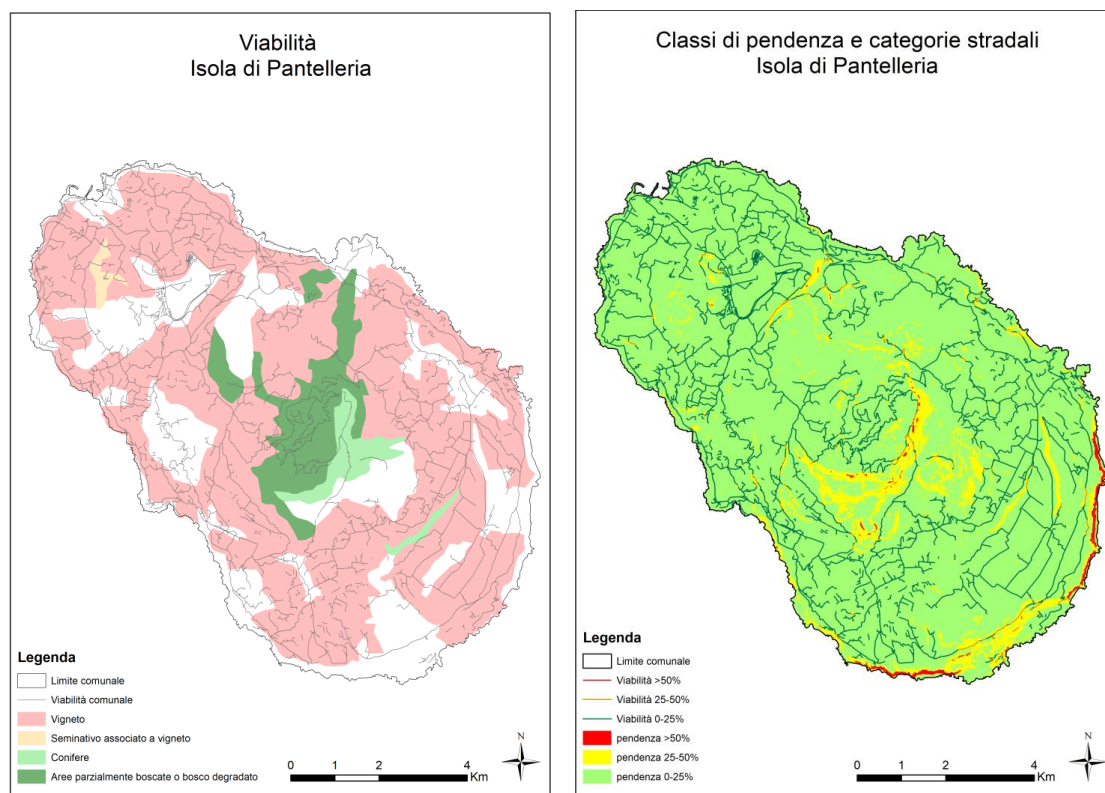 Viabilità
Isola di Pantelleria
Legenda
Limite comunale
Viabilità comunale
Vigneto
Seminativo associato a vigneto
Conifere
Aree parzialmente boscate o bosco degradato
0 1 2 4
Km
N
Classi di pendenza e categorie stradali
Isola di Pantelleria
Legenda
Limite comunale
Viabilità >50%
Viabilità 25-50%
Viabilità 0-25%
pendenza >50%
pendenza 25-50%
pendenza 0-25%
0 1 2 4
Km
N